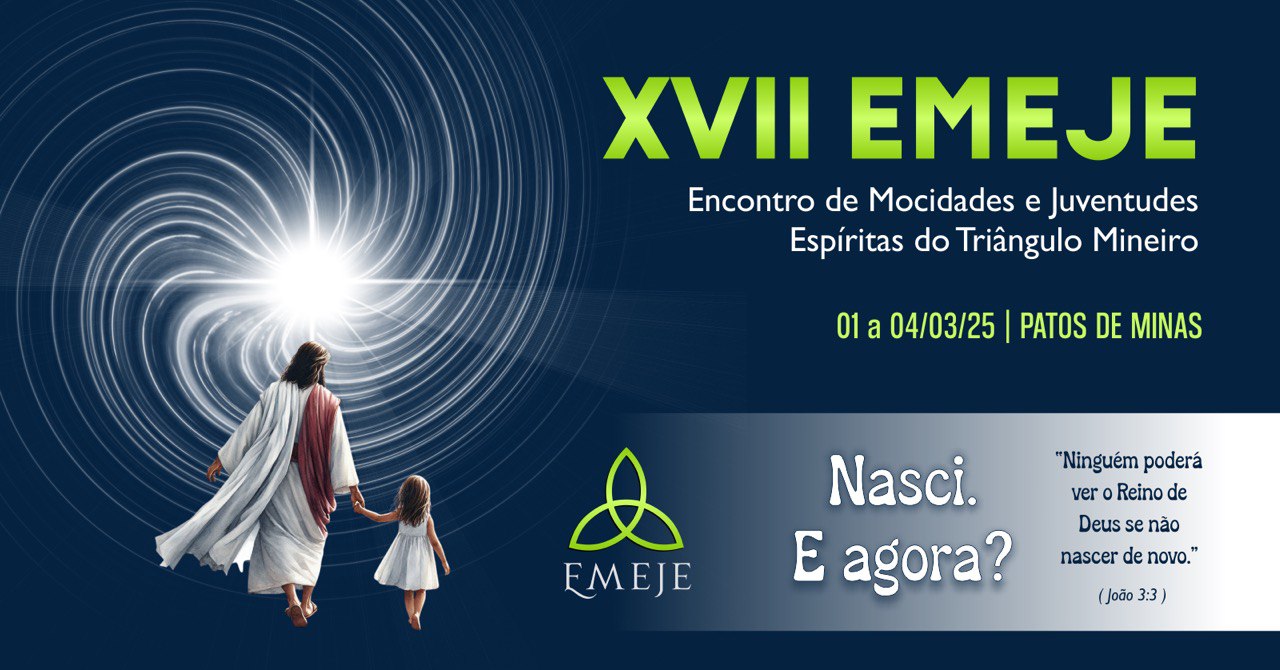 XVII EMEJE
Encontro de Mocidades e Juventudes
Espíritas do Triângulo Mineiro
01 a 04/03/25 | PATOS DE MINAS
EMEJE
Nasci.
E agora?
“Ninguém poderá
ver o Reino de
Deus se não
nascer de novo.”
( João 3:3 )